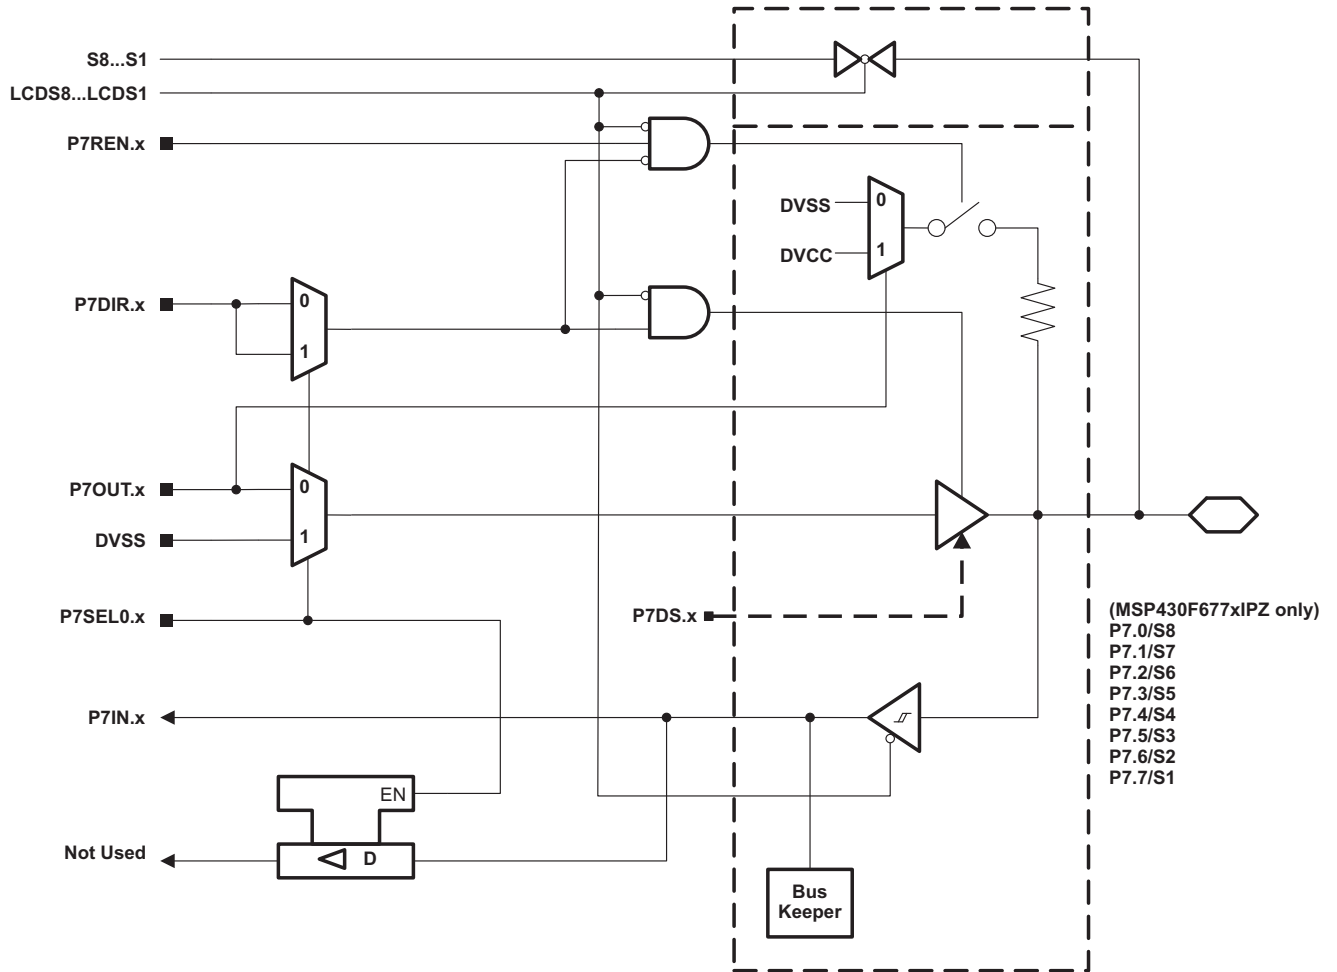 S8...S1
LCDS8...LCDS1
P7REN.x
DVSS
0
DVCC
1
P7DIR.x
0
1
P7OUT.x
0
DVSS
1
P7SEL0.x
P7DS.x
(MSP430F677xIPZ only)
P7.0/S8
P7.1/S7
P7.2/S6
P7.3/S5
P7.4/S4
P7.5/S3
P7.6/S2
P7.7/S1
P7IN.x
EN
Not Used
D
Bus
Keeper